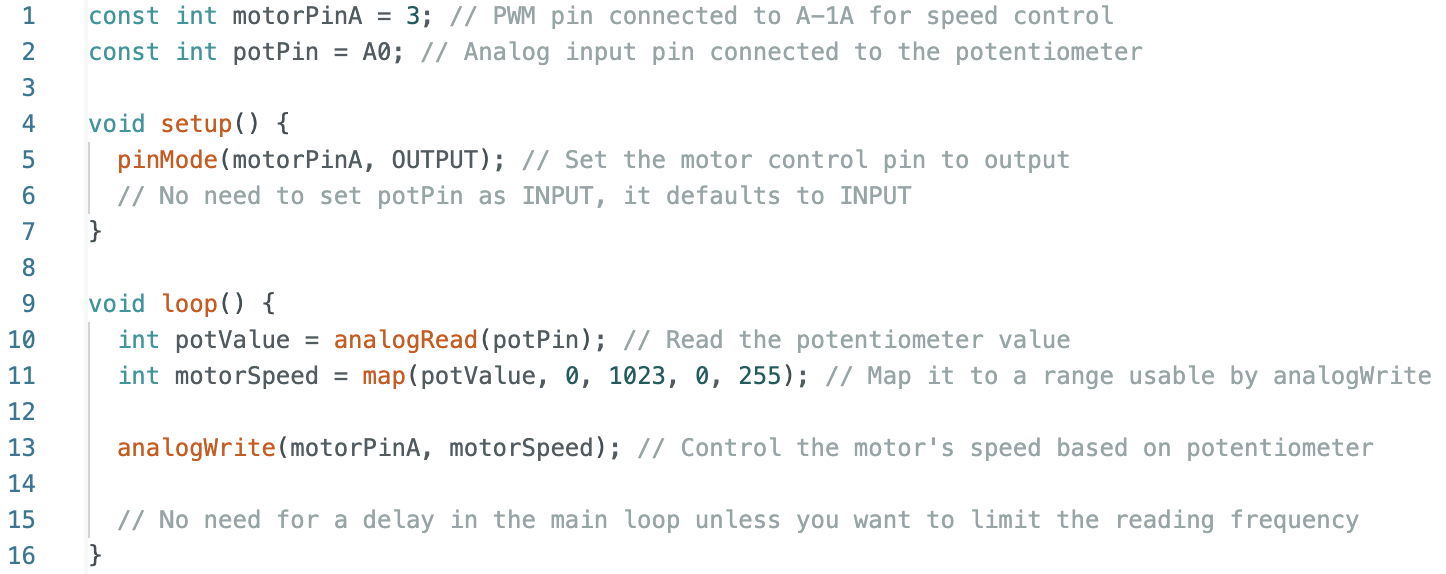 1 const int motorPinA = 3; // PWM pin connected to A-1A for speed control
2 const int potPin = A0; // Analog input pin connected to the potentiometer
3
4 void setup() {
5   pinMode(motorPinA, OUTPUT); // Set the motor control pin to output
6   // No need to set potPin as INPUT, it defaults to INPUT
7 }
8
9 void loop() {
10   int potValue = analogRead(potPin); // Read the potentiometer value
11   int motorSpeed = map(potValue, 0, 1023, 0, 255); // Map it to a range usable by analogWrite
12
13   analogWrite(motorPinA, motorSpeed); // Control the motor's speed based on potentiometer
14
15   // No need for a delay in the main loop unless you want to limit the reading frequency
16 }